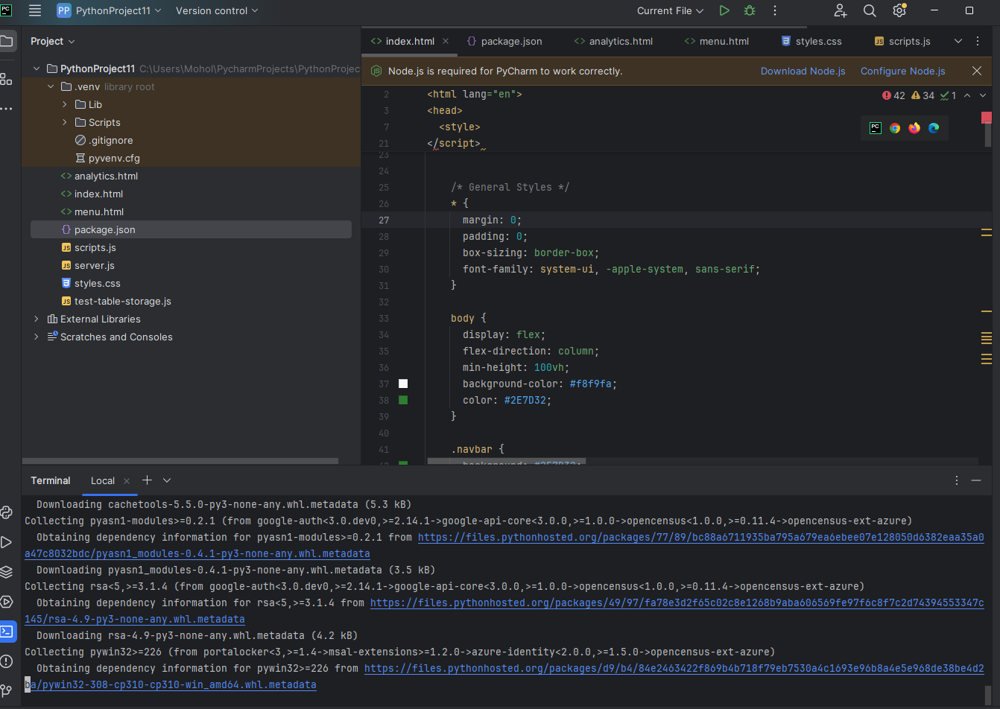 PC
PP PythonProject11 Version control
Current File
Project
PythonProject11 C:\Users\Mohol\PycharmProjects\PythonProjec
.venv library root
Lib
Scripts
.gitignore
pyvenv.cfg
analytics.html
index.html
menu.html
package.json
JS scripts.js
JS server.js
styles.css
JS test-table-storage.js
External Libraries
Scratches and Consoles
index.html package.json analytics.html menu.html styles.css JS scripts.js
Node.js is required for PyCharm to work correctly. Download Node.js Configure Node.js
42 34 1
2 <html lang="en">
3 <head>
7 <style>
21 </script>
23
24
25 /* General Styles */
26 * {
27 margin: 0;
28 padding: 0;
29 box-sizing: border-box;
30 font-family: system-ui, -apple-system, sans-serif;
31 }
32
33 body {
34 display: flex;
35 flex-direction: column;
36 min-height: 100vh;
37 background-color: #f8f9fa;
38 color: #2E7D32;
39 }
40
41 .navbar {
background: #2E7D32;
Terminal Local
Downloading cachetools-5.5.0-py3-none-any.whl.metadata (5.3 kB)
Collecting pyasn1-modules>=0.2.1 (from google-auth<3.0.dev0,>=2.14.1->google-api-core<3.0.0,>=1.0.0->opencensus<1.0.0,>=0.11.4->opencensus-ext-azure)
Obtaining dependency information for pyasn1-modules>=0.2.1 from https://files.pythonhosted.org/packages/77/89/bc88a6711935ba795a679ea6ebee07e128050d6382eaa35a0
a47c8032bdc/pyasn1_modules-0.4.1-py3-none-any.whl.metadata
Downloading pyasn1_modules-0.4.1-py3-none-any.whl.metadata (3.5 kB)
Collecting rsa<5,>=3.1.4 (from google-auth<3.0.dev0,>=2.14.1->google-api-core<3.0.0,>=1.0.0->opencensus<1.0.0,>=0.11.4->opencensus-ext-azure)
Obtaining dependency information for rsa<5,>=3.1.4 from https://files.pythonhosted.org/packages/49/97/fa78e3d2f65c02c8e1268b9aba606569fe97f6c8f7c2d74394553347c
145/rsa-4.9-py3-none-any.whl.metadata
Downloading rsa-4.9-py3-none-any.whl.metadata (4.2 kB)
Collecting pywin32>=226 (from portalocker<3,>=1.4->msal-extensions>=1.2.0->azure-identity<2.0.0,>=1.5.0->opencensus-ext-azure)
Obtaining dependency information for pywin32>=226 from https://files.pythonhosted.org/packages/d9/b4/84e2463422f869b4b718f79eb7530a4c1693e96b8a4e5e968de38be4d2
ba/pywin32-308-cp310-cp310-win_amd64.whl.metadata